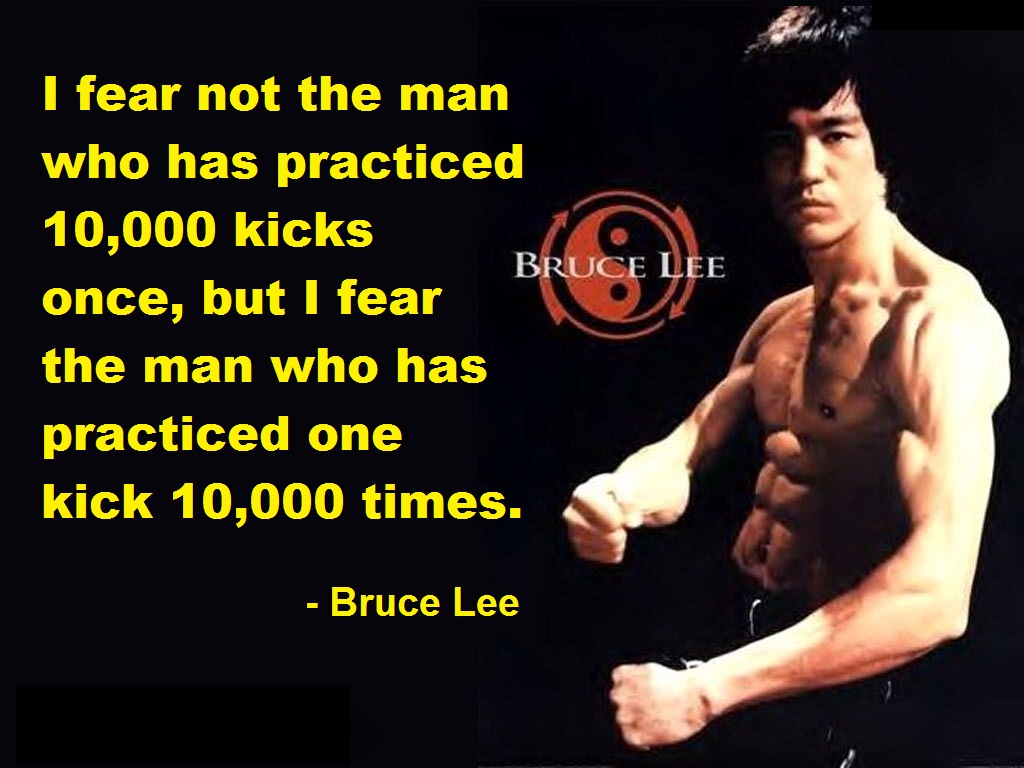 I fear not the man
who has practiced
10,000 kicks
once, but I fear
the man who has
practiced one
kick 10,000 times.
- Bruce Lee
BRUCE LEE